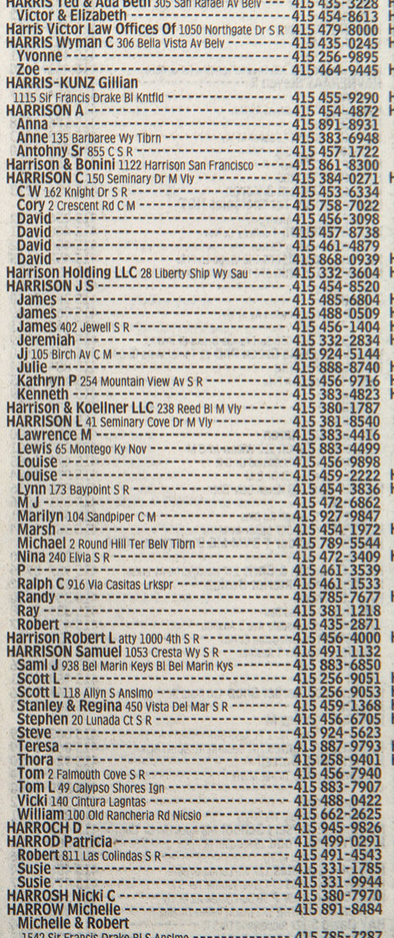 HARRIS Ted & Ada Beth 305 San Rafael Av Belv 415 435-3228
Victor & Elizabeth 415 454-8613
Harris Victor Law Offices Of 1050 Northgate Dr S R 415 479-8000
HARRIS Wyman C 306 Bella Vista Av Belv 415 435-0245
Yvonne 415 256-9895
Zoe 415 464-9445
HARRIS-KUNZ Gillian
1115 Sir Francis Drake Bl Kntfld 415 455-9290
HARRISON A 415 454-4872
Anna 415 891-8931
Anne 135 Barbaree Wy Tibrn 415 383-6948
Antohny Sr 855 C S R 415 457-1722
Harrison & Bonini 1122 Harrison San Francisco 415 861-8300
HARRISON C 150 Seminary Dr M Vly 415 384-0271
C W 162 Knight Dr S R 415 453-6334
Cory 2 Crescent Rd C M 415 758-7022
David 415 456-3098
David 415 457-8738
David 415 461-4879
David 415 868-0939
Harrison Holding LLC 28 Liberty Ship Wy Sau 415 332-3604
HARRISON J S 415 454-8520
James 415 485-6804
James 415 488-0509
James 402 Jewell S R 415 456-1404
Jeremiah 415 332-2834
Jj 105 Birch Av C M 415 924-5144
Julie 415 888-8740
Kathryn P 254 Mountain View Av S R 415 456-9716
Kenneth 415 383-4823
Harrison & Koellner LLC 238 Reed Bl M Vly 415 380-1787
HARRISON L 41 Seminary Cove Dr M Vly 415 381-8540
Lawrence M 415 383-4416
Lewis 65 Montego Ky Nov 415 883-4499
Louise 415 456-9898
Louise 415 459-2222
Lynn 173 Baypoint S R 415 454-3836
M J 415 472-6862
Marilyn 104 Sandpiper C M 415 927-9847
Marsh 415 454-1972
Michael 2 Round Hill Ter Belv Tibrn 415 789-5544
Nina 240 Elvia S R 415 472-3409
P 415 461-3539
Ralph C 916 Via Casitas Lrkspr 415 461-1533
Randy 415 785-7677
Ray 415 381-1218
Robert 415 435-2871
Harrison Robert L atty 1000 4th S R 415 456-4000
HARRISON Samuel 1053 Cresta Wy S R 415 491-1132
Sami J 938 Bel Marin Keys Bl Bel Marin Kys 415 883-6850
Scott L 415 256-9051
Scott L 118 Allyn S Anslmo 415 256-9053
Stanley & Regina 450 Vista Del Mar S R 415 459-1368
Stephen 20 Lunada Ct S R 415 456-6705
Steve 415 924-5623
Teresa 415 887-9793
Thora 415 258-9401
Tom 2 Falmouth Cove S R 415 456-7940
Tom L 49 Calypso Shores Ign 415 883-7907
Vicki 140 Cintura Lagntas 415 488-0422
William 100 Old Rancheria Rd Nicsio 415 662-2625
HARROCH D 415 945-9826
HARROD Patricia 415 499-0291
Robert 811 Las Colindas S R 415 491-4543
Susie 415 331-1785
Susie 415 331-9944
HARROSH Nicki C 415 380-7970
HARROW Michelle 415 891-8484
Michelle & Robert
1542 Sir Francis Drake Bl S Anslmo 415 785-7287